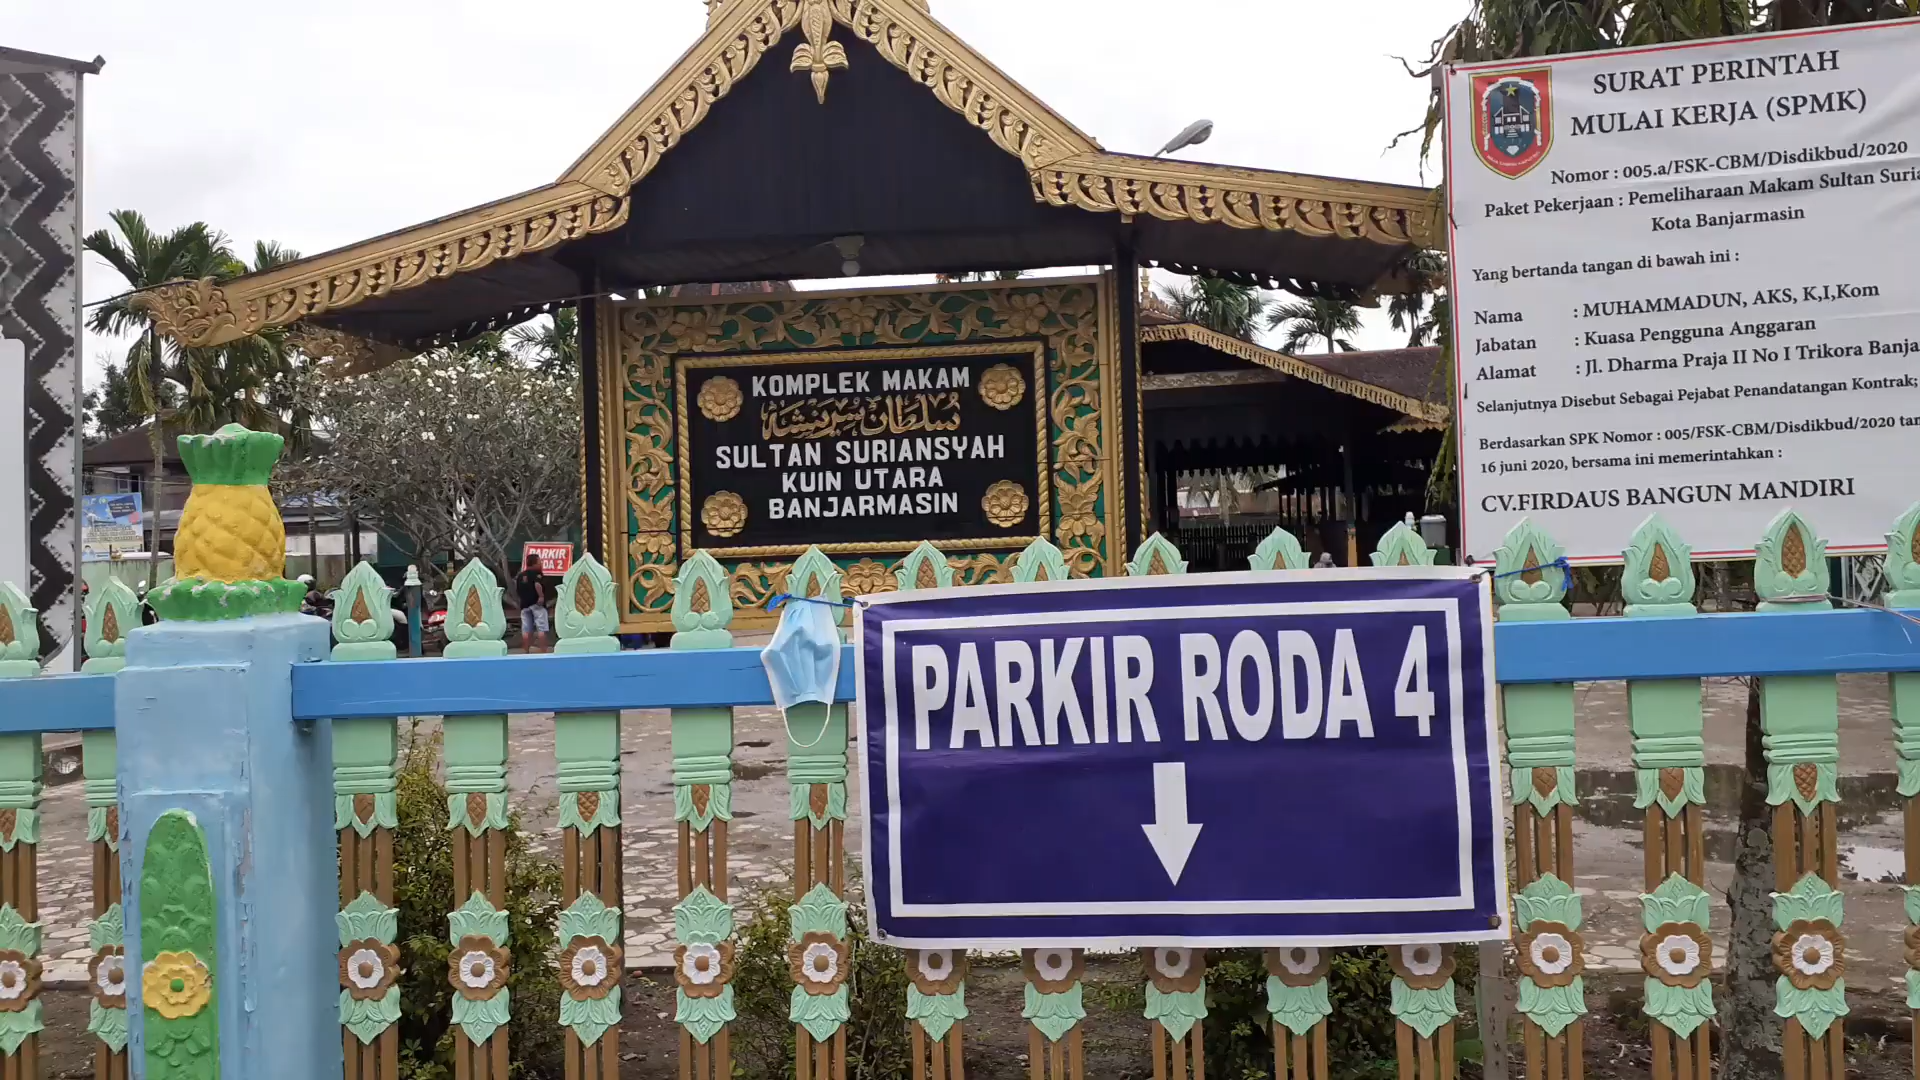 KOMPLEK MAKAM
سلطان سريانشه
SULTAN SURIANSYAH
KUIN UTARA
BANJARMASIN
PARKIR
RODA 4
PARKIR
SURAT PERINTAH
MULAI KERJA (SPMK)
Nomor : 005.a/FSK-CBM/Disdikbud/2020
Paket Pekerjaan : Pemeliharaan Makam Sultan Suria
Kota Banjarmasin
Yang bertanda tangan di bawah ini :
Nama : MUHAMMADUN, AKS, K,I,Kom
Jabatan : Kuasa Pengguna Anggaran
Alamat : Jl. Dharma Praja II No I Trikora Banja
Selanjutnya Disebut Sebagai Pejabat Penandatangan Kontrak;
Berdasarkan SPK Nomor : 005/FSK-CBM/Disdikbud/2020 tan
16 juni 2020, bersama ini memerintahkan :
CV.FIRDAUS BANGUN MANDIRI